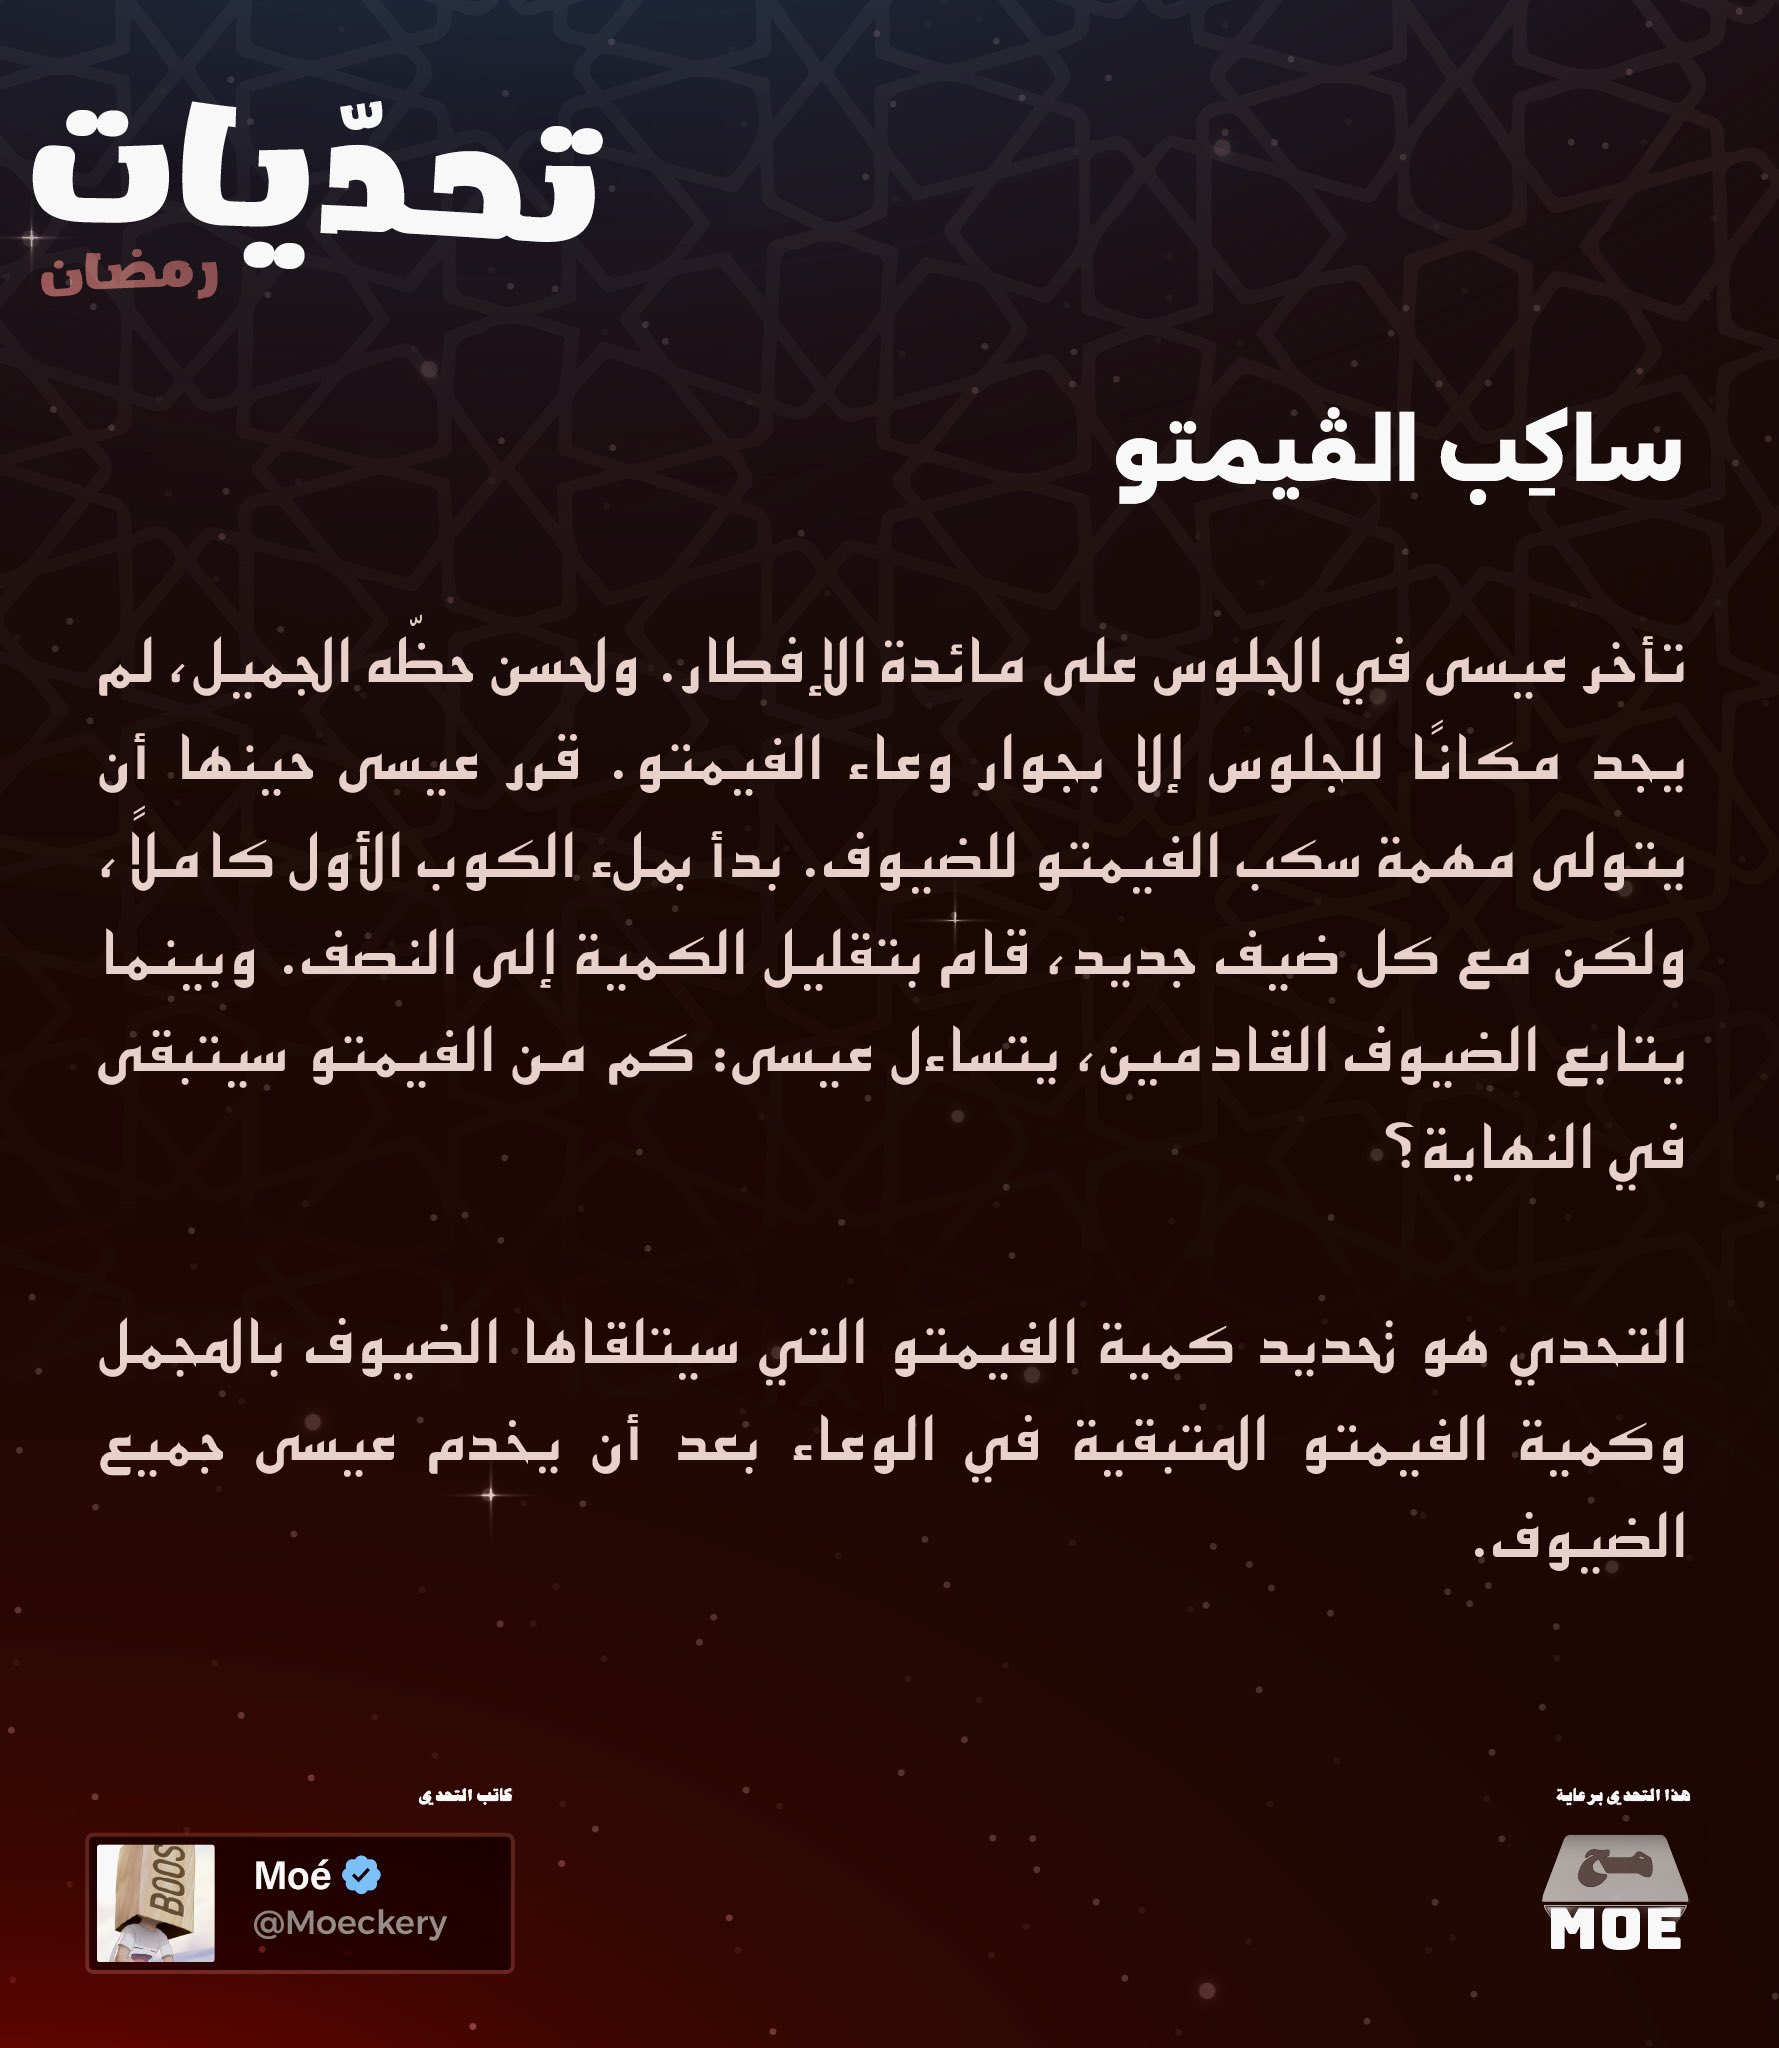 تحدّيات
رمضان
ساكِب الڤيمتو
تأخر عيسى في الجلوس على مائدة الإفطار. ولحسن حظّه الجميل، لم
يجد مكانًا للجلوس إلا بجوار وعاء الفيمتو. قرر عيسى حينها أن
يتولى مهمة سكب الفيمتو للضيوف. بدأ بملء الكوب الأول كاملاً،
ولكن مع كل ضيف جديد، قام بتقليل الكمية إلى النصف. وبينما
يتابع الضيوف القادمين، يتساءل عيسى: كم من الفيمتو سيتبقى
في النهاية؟
التحدي هو تحديد كمية الفيمتو التي سيتلقاها الضيوف بالمجمل
وكمية الفيمتو المتبقية في الوعاء بعد أن يخدم عيسى جميع
الضيوف.
هذا التحدي برعاية
MOE
كاتب التحدي
BOOS
Moé
@Moeckery